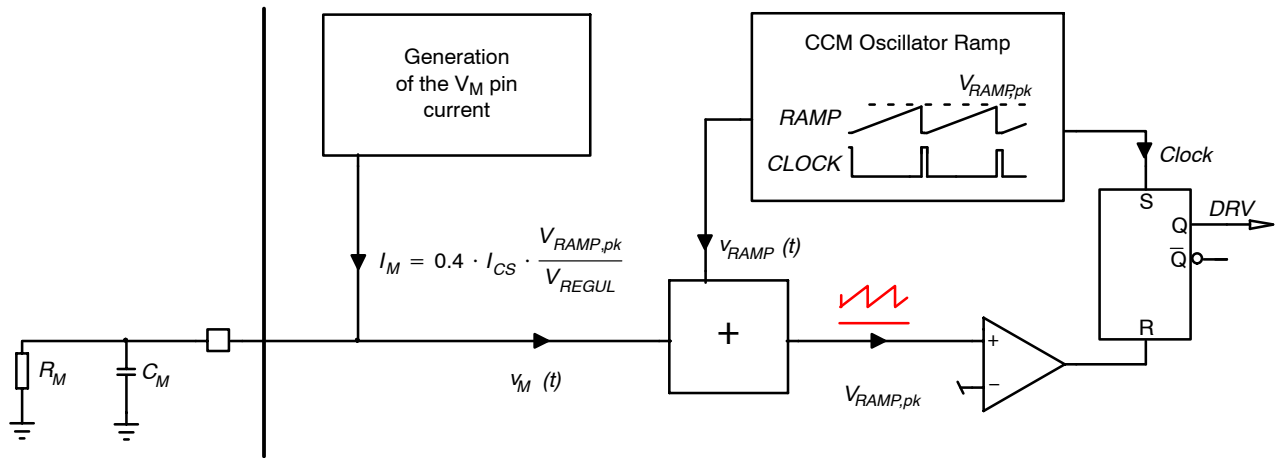 Generation
of the VM pin
current
CCM Oscillator Ramp
VRAMP,pk
RAMP
CLOCK
Clock
S
Q
DRV
Q̅
R
IM = 0.4 · ICS · VRAMP,pk / VREGUL
vRAMP (t)
+
RM
CM
vM (t)
+
−
VRAMP,pk